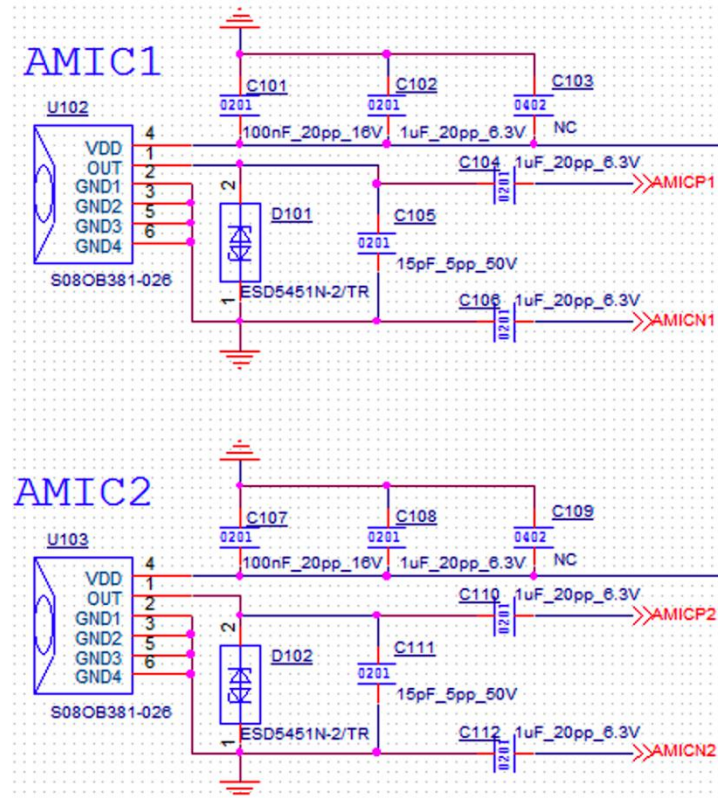 AMIC1
U102
C101
0201
100nF_20pp_16V
C102
0201
1uF_20pp_6.3V
C103
0402
NC
VDD 4
OUT 1
GND1 2
GND2 3
GND3 5
GND4 6
S08OB381-026
2
D101
1
ESD5451N-2/TR
C105
0201
15pF_5pp_50V
C104
1uF_20pp_6.3V
0201
AMICP1
C106
1uF_20pp_6.3V
0201
AMICN1
AMIC2
U103
C107
0201
100nF_20pp_16V
C108
0201
1uF_20pp_6.3V
C109
0402
NC
VDD 4
OUT 1
GND1 2
GND2 3
GND3 5
GND4 6
S08OB381-026
2
D102
1
ESD5451N-2/TR
C111
0201
15pF_5pp_50V
C110
1uF_20pp_6.3V
0201
AMICP2
C112
1uF_20pp_6.3V
0201
AMICN2